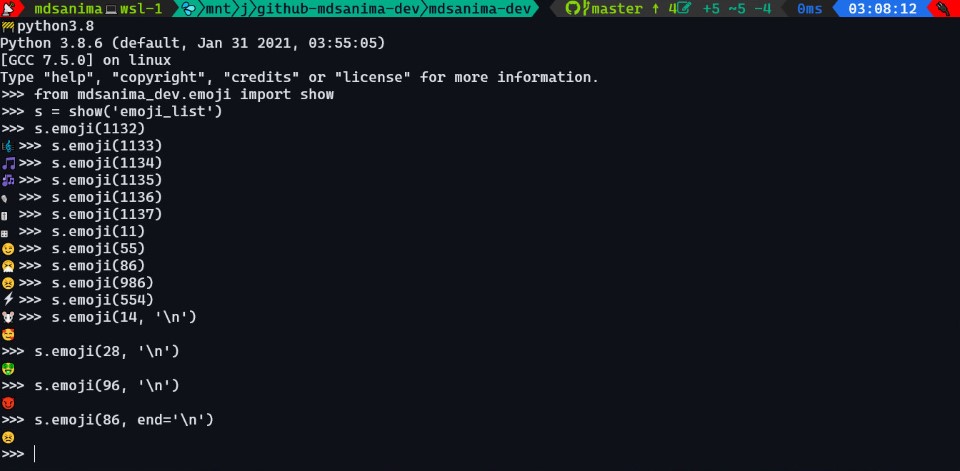 mdsanima 💻 wsl-1 mnt j github-mdsanima-dev mdsanima-dev master ↑ 4 +5 ~5 -4 0ms 03:08:12
🚧python3.8
Python 3.8.6 (default, Jan 31 2021, 03:55:05)
[GCC 7.5.0] on linux
Type "help", "copyright", "credits" or "license" for more information.
>>> from mdsanima_dev.emoji import show
>>> s = show('emoji_list')
>>> s.emoji(1132)
🎼>>> s.emoji(1133)
🎵>>> s.emoji(1134)
🎶>>> s.emoji(1135)
🎙>>> s.emoji(1136)
🎚>>> s.emoji(1137)
🎛>>> s.emoji(11)
😉>>> s.emoji(55)
😤>>> s.emoji(86)
😣>>> s.emoji(986)
⚡>>> s.emoji(554)
🐭>>> s.emoji(14, '\n')
🥰
>>> s.emoji(28, '\n')
🤑
>>> s.emoji(96, '\n')
😈
>>> s.emoji(86, end='\n')
😣
>>>